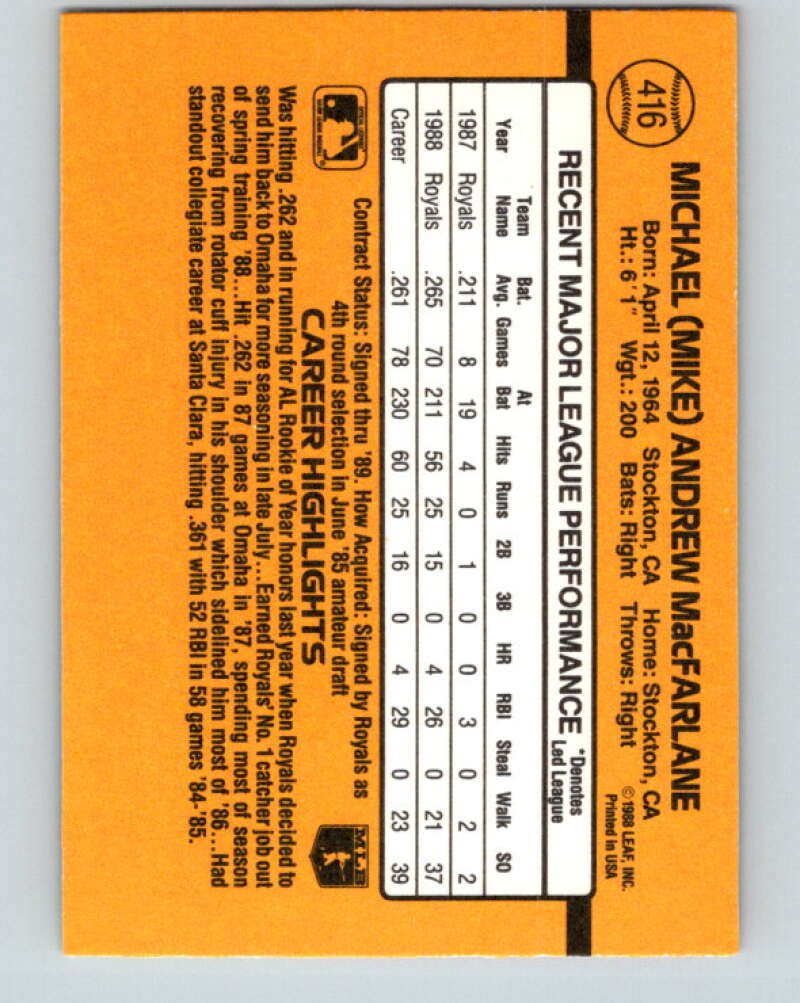 416
MICHAEL (MIKE) ANDREW MacFARLANE
Born: April 12, 1964 Stockton, CA Home: Stockton, CA
Ht.: 6'1" Wgt.: 200 Bats: Right Throws: Right
©1988 LEAF, INC.
Printed in USA
RECENT MAJOR LEAGUE PERFORMANCE *Denotes
Led League
Team Bat. At
Year Name Avg. Games Bat Hits Runs 2B 3B HR RBI Steal Walk SO
1987 Royals .211 8 19 4 0 1 0 0 3 0 2 2
1988 Royals .265 70 211 56 25 15 0 4 26 0 21 37
Career .261 78 230 60 25 16 0 4 29 0 23 39
Contract Status: Signed thru '89. How Acquired: Signed by Royals as
4th round selection in June '85 amateur draft
CAREER HIGHLIGHTS
MLB
Was hitting .262 and in running for AL Rookie of Year honors last year when Royals decided to
send him back to Omaha for more seasoning in late July...Earned Royals' No. 1 catcher job out
of spring training '88...Hit .262 in 87 games at Omaha in '87, spending most of season
recovering from rotator cuff injury in his shoulder which sidelined him most of '86...Had
standout collegiate career at Santa Clara, hitting .361 with 52 RBI in 58 games '84-'85.